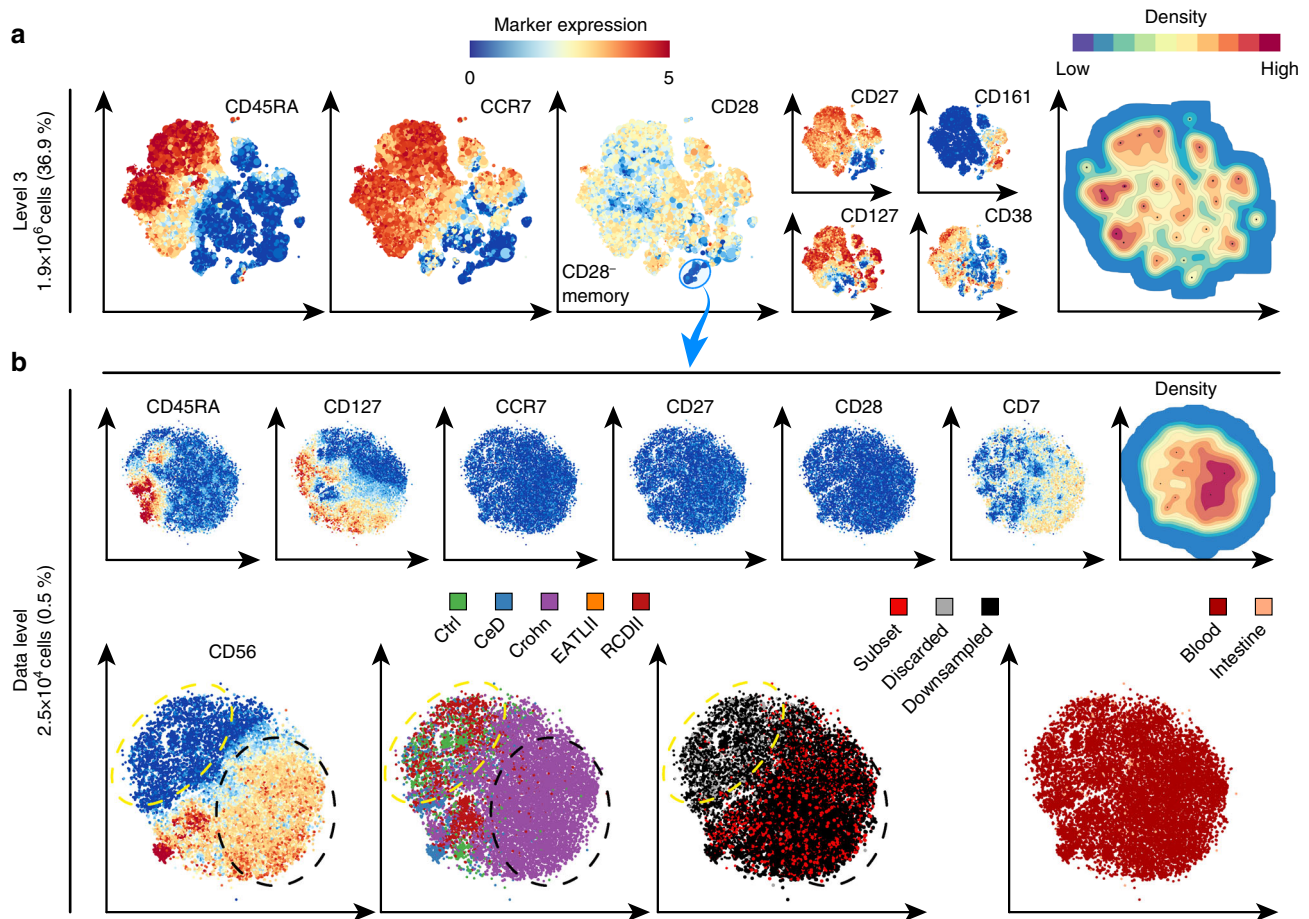 a
Marker expression
0
5
Density
Low
High
Level 3
1.9×10⁶ cells (36.9 %)
CD45RA
CCR7
CD28
CD28⁻
memory
CD27
CD161
CD127
CD38
b
Data level
2.5×10⁴ cells (0.5 %)
CD45RA
CD127
CCR7
CD27
CD28
CD7
Density
CD56
Ctrl
CeD
Crohn
EATLII
RCDII
Subset
Discarded
Downsampled
Blood
Intestine